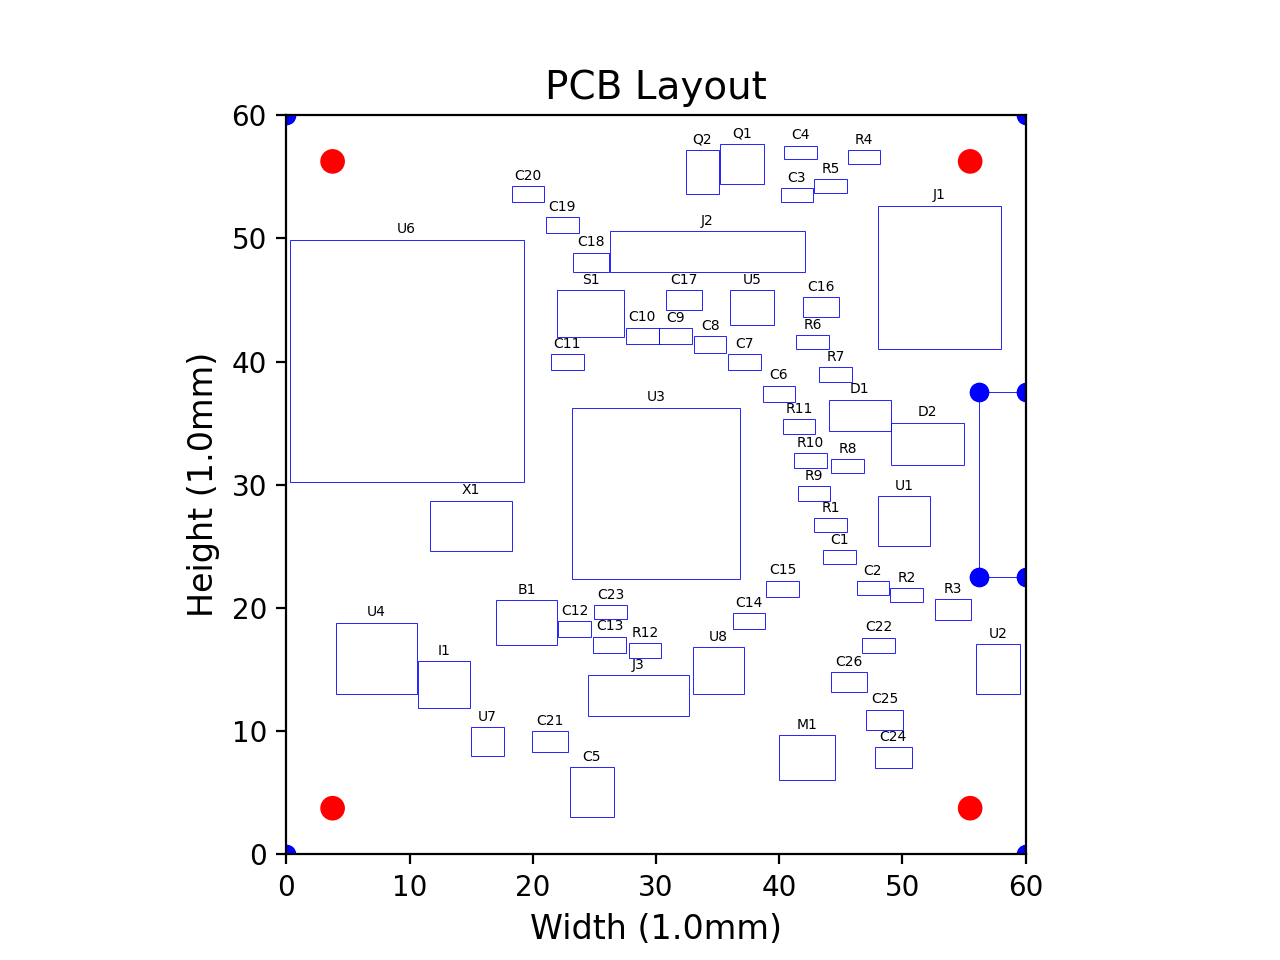 PCB Layout
60
Q2
Q1
C4
R4
C20
C3
R5
J1
C19
J2
U6
50
C18
S1
C17
U5
C16
C10
C9
C8
R6
C11
C7
R7
40
C6
D1
U3
R11
D2
R10
R8
X1
30
R9
U1
R1
C1
C15
C2
R2
R3
B1
C23
20
U4
C12
C14
C13
R12
U8
C22
U2
I1
J3
C26
C25
U7
C21
M1
C24
10
C5
0
0
10
20
30
40
50
60
Width (1.0mm)
Height (1.0mm)